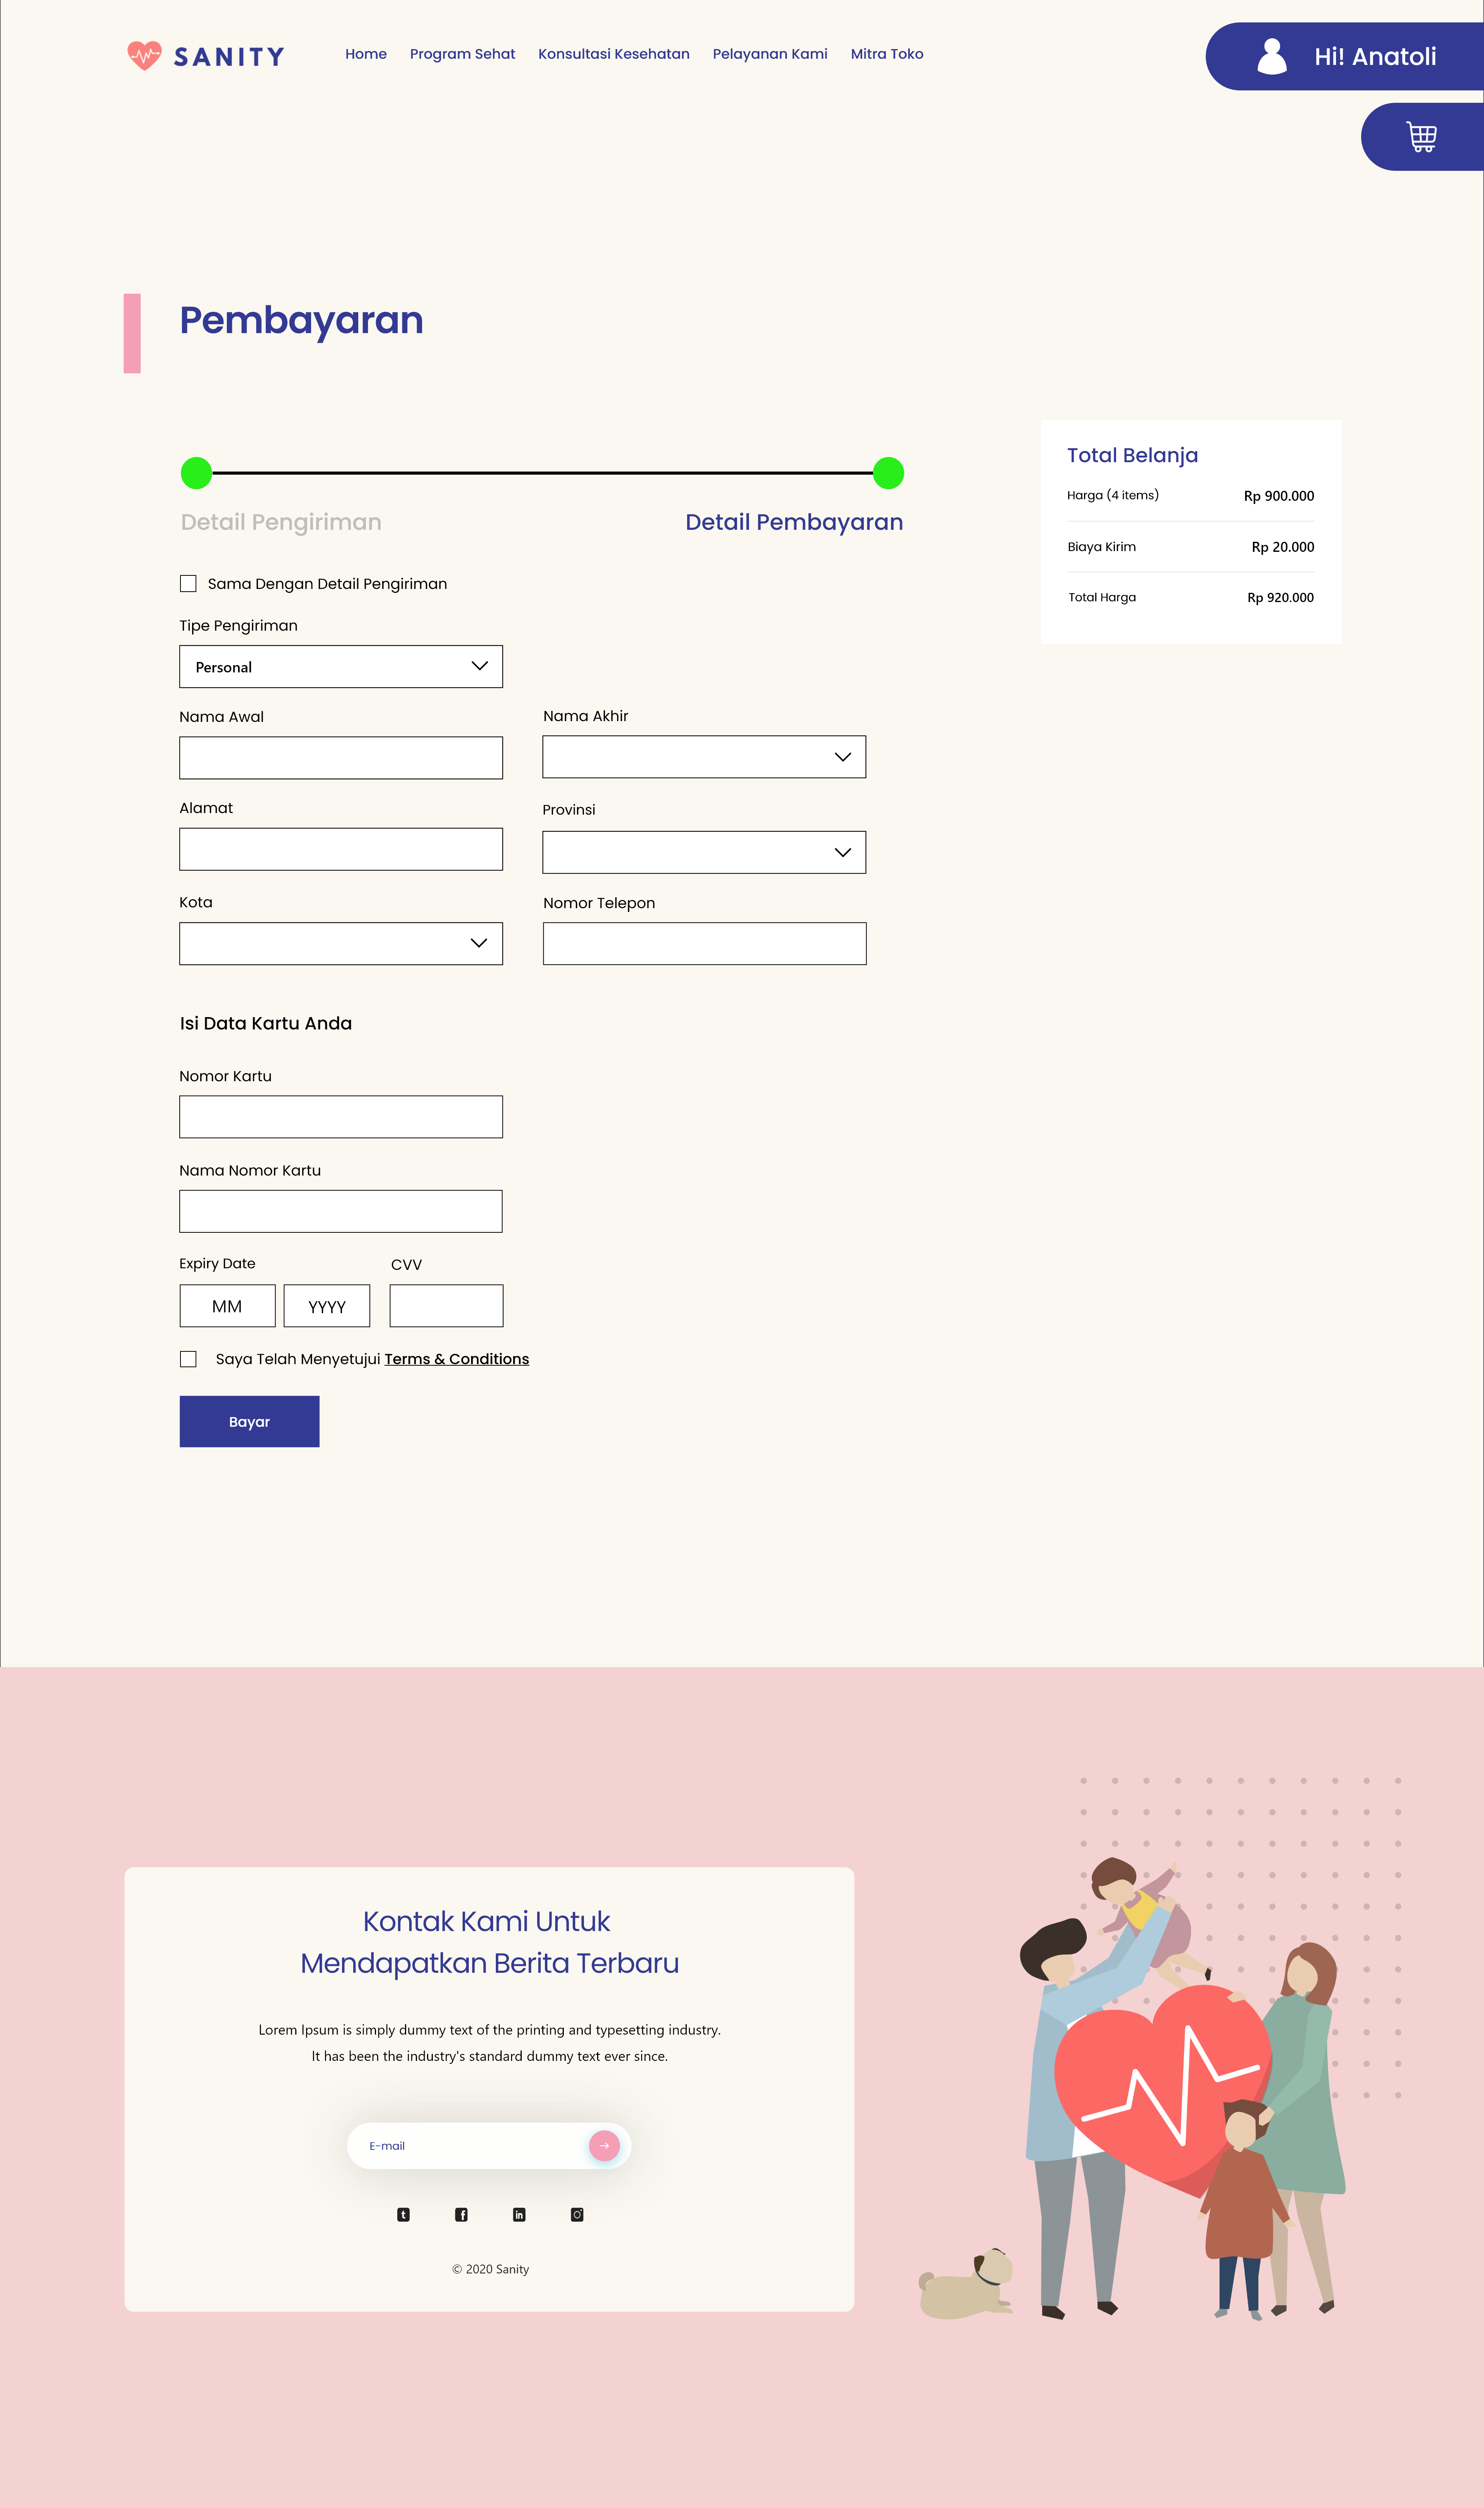 SANITY
Home Program Sehat Konsultasi Kesehatan Pelayanan Kami Mitra Toko
Hi! Anatoli
Pembayaran
Detail Pengiriman
Detail Pembayaran
Total Belanja
Harga (4 items) Rp 900.000
Biaya Kirim Rp 20.000
Total Harga Rp 920.000
Sama Dengan Detail Pengiriman
Tipe Pengiriman
Personal
Nama Awal
Nama Akhir
Alamat
Provinsi
Kota
Nomor Telepon
Isi Data Kartu Anda
Nomor Kartu
Nama Nomor Kartu
Expiry Date
CVV
MM
YYYY
Saya Telah Menyetujui Terms & Conditions
Bayar
Kontak Kami Untuk
Mendapatkan Berita Terbaru
Lorem Ipsum is simply dummy text of the printing and typesetting industry.
It has been the industry's standard dummy text ever since.
E-mail
© 2020 Sanity